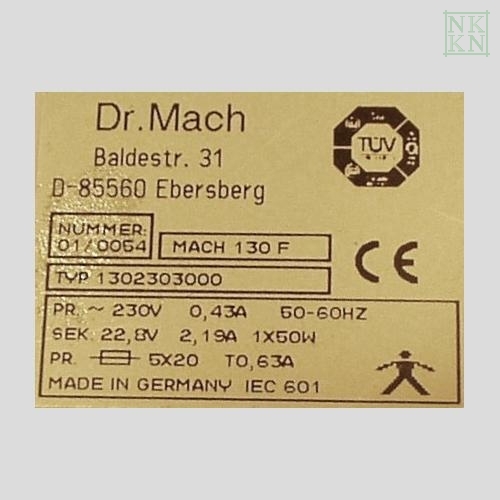 NK
KN
Dr. Mach
Baldestr. 31
D-85560 Ebersberg
TÜV
NUMMER:
01/0054
MACH 130 F
CE
TYP 1302303000
PR. ~ 230V 0,43A 50-60HZ
SEK. 22,8V 2,19A 1X50W
PR. 5X20 T0,63A
MADE IN GERMANY IEC 601